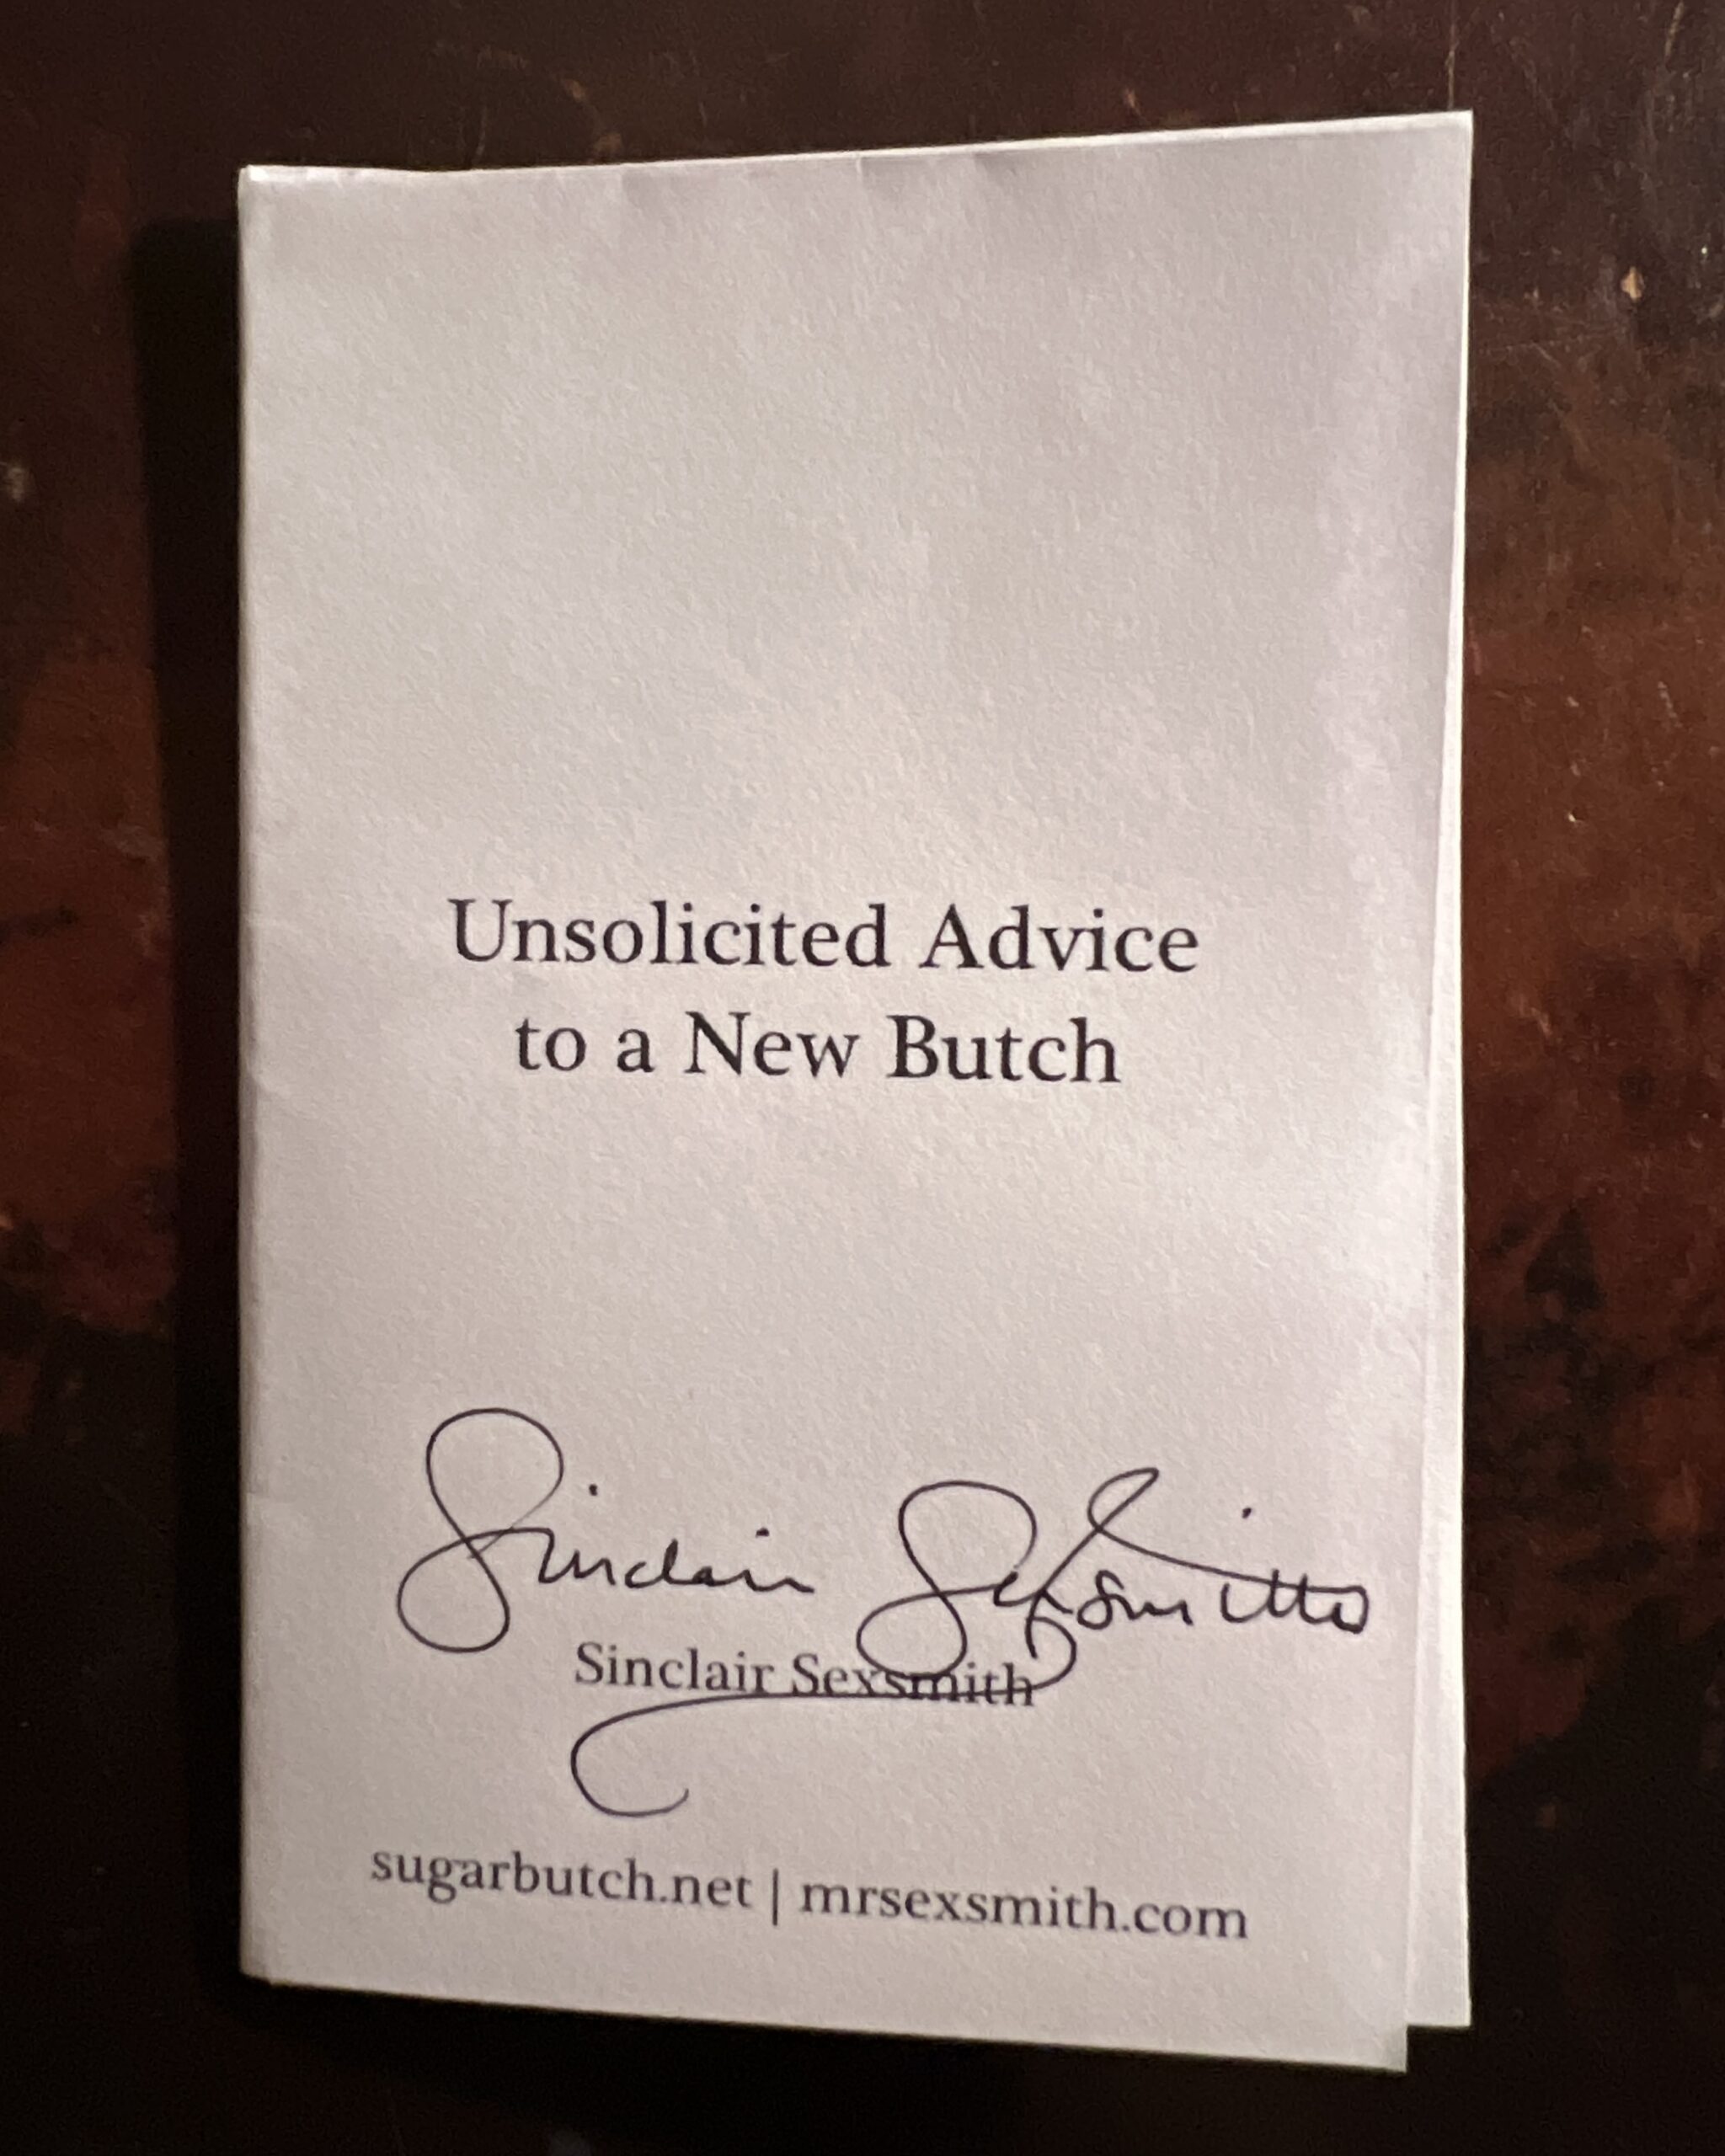 Unsolicited Advice
to a New Butch
Sinclair Sexsmith
Sinclair Sexsmith
sugarbutch.net | mrsexsmith.com